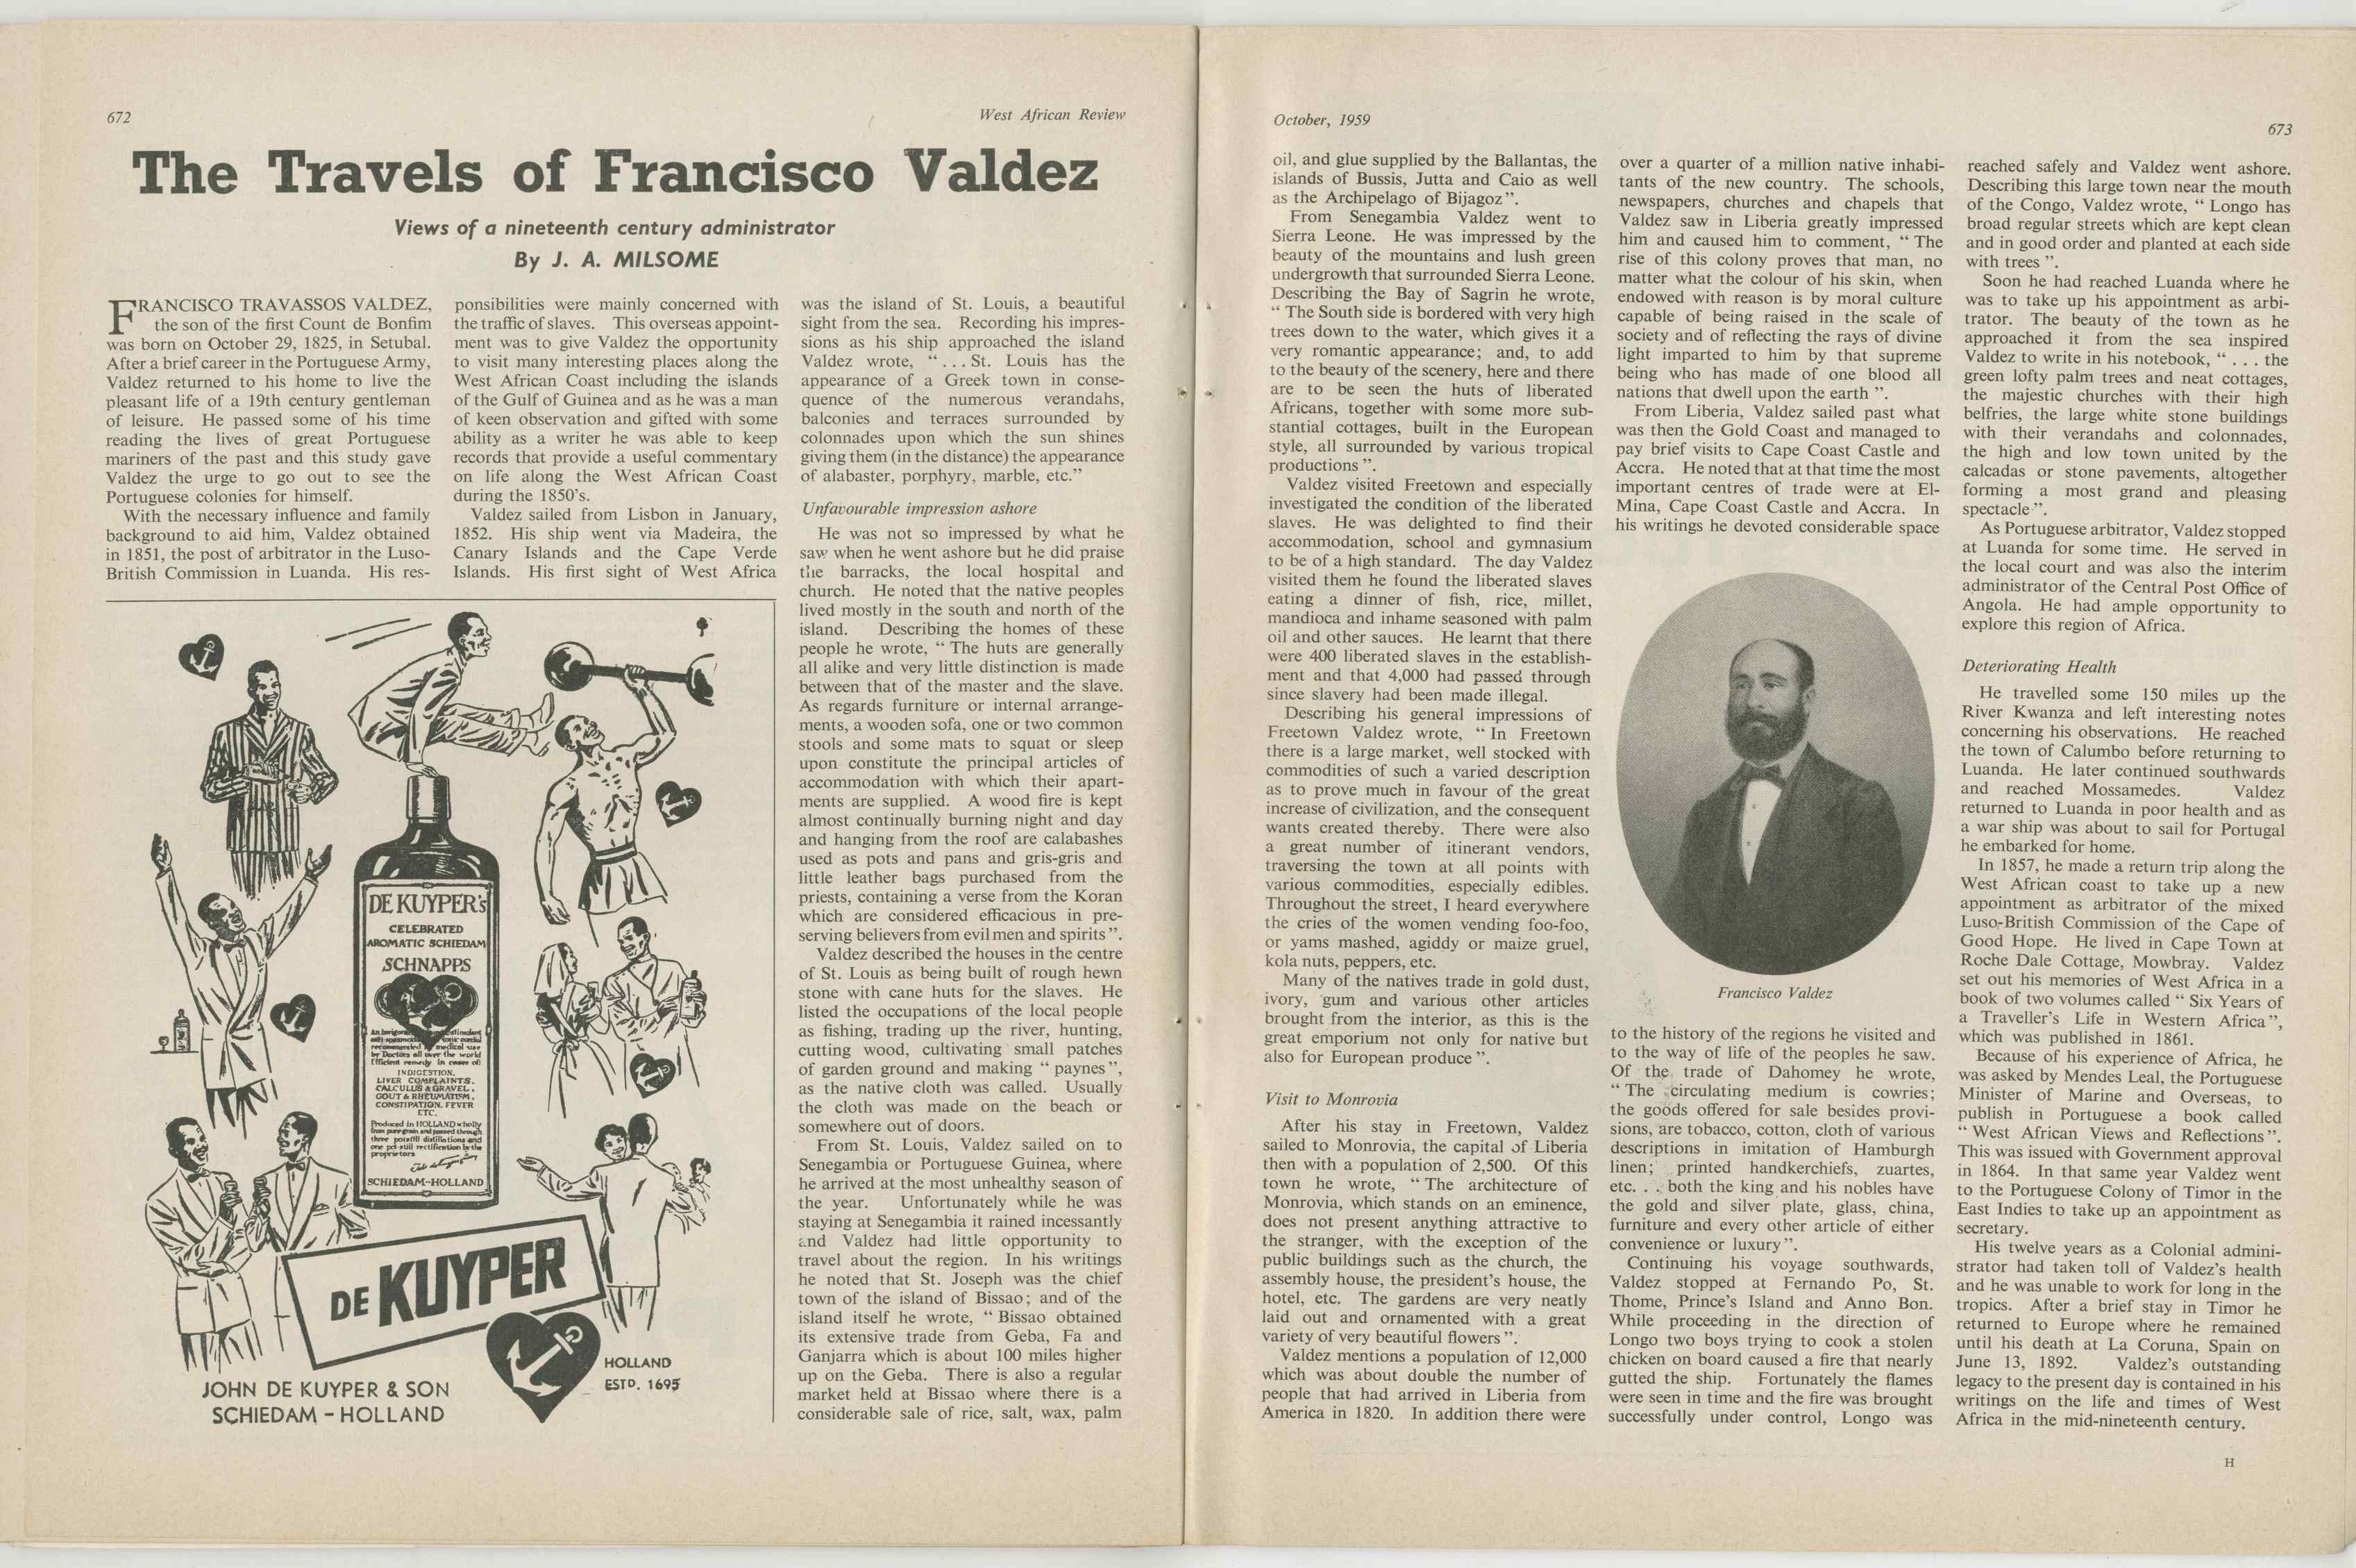 672
West African Review
The Travels of Francisco Valdez
Views of a nineteenth century administrator
By J. A. MILSOME
FRANCISCO TRAVASSOS VALDEZ,
the son of the first Count de Bonfim
was born on October 29, 1825, in Setubal.
After a brief career in the Portuguese Army,
Valdez returned to his home to live the
pleasant life of a 19th century gentleman
of leisure. He passed some of his time
reading the lives of great Portuguese
mariners of the past and this study gave
Valdez the urge to go out to see the
Portuguese colonies for himself.
With the necessary influence and family
background to aid him, Valdez obtained
in 1851, the post of arbitrator in the Luso-
British Commission in Luanda. His res-
ponsibilities were mainly concerned with
the traffic of slaves. This overseas appoint-
ment was to give Valdez the opportunity
to visit many interesting places along the
West African Coast including the islands
of the Gulf of Guinea and as he was a man
of keen observation and gifted with some
ability as a writer he was able to keep
records that provide a useful commentary
on life along the West African Coast
during the 1850's.
Valdez sailed from Lisbon in January,
1852. His ship went via Madeira, the
Canary Islands and the Cape Verde
Islands. His first sight of West Africa
was the island of St. Louis, a beautiful
sight from the sea. Recording his impres-
sions as his ship approached the island
Valdez wrote, “ ... St. Louis has the
appearance of a Greek town in conse-
quence of the numerous verandahs,
balconies and terraces surrounded by
colonnades upon which the sun shines
giving them (in the distance) the appearance
of alabaster, porphyry, marble, etc.”
Unfavourable impression ashore
He was not so impressed by what he
saw when he went ashore but he did praise
the barracks, the local hospital and
church. He noted that the native peoples
lived mostly in the south and north of the
island. Describing the homes of these
people he wrote, “ The huts are generally
all alike and very little distinction is made
between that of the master and the slave.
As regards furniture or internal arrange-
ments, a wooden sofa, one or two common
stools and some mats to squat or sleep
upon constitute the principal articles of
accommodation with which their apart-
ments are supplied. A wood fire is kept
almost continually burning night and day
and hanging from the roof are calabashes
used as pots and pans and gris-gris and
little leather bags purchased from the
priests, containing a verse from the Koran
which are considered efficacious in pre-
serving believers from evil men and spirits ”.
Valdez described the houses in the centre
of St. Louis as being built of rough hewn
stone with cane huts for the slaves. He
listed the occupations of the local people
as fishing, trading up the river, hunting,
cutting wood, cultivating small patches
of garden ground and making “ paynes ”,
as the native cloth was called. Usually
the cloth was made on the beach or
somewhere out of doors.
From St. Louis, Valdez sailed on to
Senegambia or Portuguese Guinea, where
he arrived at the most unhealthy season of
the year. Unfortunately while he was
staying at Senegambia it rained incessantly
and Valdez had little opportunity to
travel about the region. In his writings
he noted that St. Joseph was the chief
town of the island of Bissao; and of the
island itself he wrote, “ Bissao obtained
its extensive trade from Geba, Fa and
Ganjarra which is about 100 miles higher
up on the Geba. There is also a regular
market held at Bissao where there is a
considerable sale of rice, salt, wax, palm
DE KUYPER's
CELEBRATED
AROMATIC SCHIEDAM
SCHNAPPS
recommended medical use
by Doctors all over the world
Efficient remedy in cases of:
INDIGESTION,
LIVER COMPLAINTS,
CALCULUS & GRAVEL,
GOUT & RHEUMATISM,
CONSTIPATION, FEVER
ETC.
Produced in HOLLAND wholly
from pure grain and passed through
three potstill distillations and
one pot still rectification by the
proprietors
SCHIEDAM-HOLLAND
DE KUYPER
HOLLAND
ESTD. 1695
JOHN DE KUYPER & SON
SCHIEDAM - HOLLAND
October, 1959
673
oil, and glue supplied by the Ballantas, the
islands of Bussis, Jutta and Caio as well
as the Archipelago of Bijagoz ”.
From Senegambia Valdez went to
Sierra Leone. He was impressed by the
beauty of the mountains and lush green
undergrowth that surrounded Sierra Leone.
Describing the Bay of Sagrin he wrote,
“ The South side is bordered with very high
trees down to the water, which gives it a
very romantic appearance; and, to add
to the beauty of the scenery, here and there
are to be seen the huts of liberated
Africans, together with some more sub-
stantial cottages, built in the European
style, all surrounded by various tropical
productions ”.
Valdez visited Freetown and especially
investigated the condition of the liberated
slaves. He was delighted to find their
accommodation, school and gymnasium
to be of a high standard. The day Valdez
visited them he found the liberated slaves
eating a dinner of fish, rice, millet,
mandioca and inhame seasoned with palm
oil and other sauces. He learnt that there
were 400 liberated slaves in the establish-
ment and that 4,000 had passed through
since slavery had been made illegal.
Describing his general impressions of
Freetown Valdez wrote, “ In Freetown
there is a large market, well stocked with
commodities of such a varied description
as to prove much in favour of the great
increase of civilization, and the consequent
wants created thereby. There were also
a great number of itinerant vendors,
traversing the town at all points with
various commodities, especially edibles.
Throughout the street, I heard everywhere
the cries of the women vending foo-foo,
or yams mashed, agiddy or maize gruel,
kola nuts, peppers, etc.
Many of the natives trade in gold dust,
ivory, gum and various other articles
brought from the interior, as this is the
great emporium not only for native but
also for European produce ”.
Visit to Monrovia
After his stay in Freetown, Valdez
sailed to Monrovia, the capital of Liberia
then with a population of 2,500. Of this
town he wrote, “ The architecture of
Monrovia, which stands on an eminence,
does not present anything attractive to
the stranger, with the exception of the
public buildings such as the church, the
assembly house, the president's house, the
hotel, etc. The gardens are very neatly
laid out and ornamented with a great
variety of very beautiful flowers ”.
Valdez mentions a population of 12,000
which was about double the number of
people that had arrived in Liberia from
America in 1820. In addition there were
over a quarter of a million native inhabi-
tants of the new country. The schools,
newspapers, churches and chapels that
Valdez saw in Liberia greatly impressed
him and caused him to comment, “ The
rise of this colony proves that man, no
matter what the colour of his skin, when
endowed with reason is by moral culture
capable of being raised in the scale of
society and of reflecting the rays of divine
light imparted to him by that supreme
being who has made of one blood all
nations that dwell upon the earth ”.
From Liberia, Valdez sailed past what
was then the Gold Coast and managed to
pay brief visits to Cape Coast Castle and
Accra. He noted that at that time the most
important centres of trade were at El-
Mina, Cape Coast Castle and Accra. In
his writings he devoted considerable space
Francisco Valdez
to the history of the regions he visited and
to the way of life of the peoples he saw.
Of the trade of Dahomey he wrote,
“ The circulating medium is cowries;
the goods offered for sale besides provi-
sions, are tobacco, cotton, cloth of various
descriptions in imitation of Hamburgh
linen; printed handkerchiefs, zuartes,
etc. . . both the king and his nobles have
the gold and silver plate, glass, china,
furniture and every other article of either
convenience or luxury ”.
Continuing his voyage southwards,
Valdez stopped at Fernando Po, St.
Thome, Prince's Island and Anno Bon.
While proceeding in the direction of
Longo two boys trying to cook a stolen
chicken on board caused a fire that nearly
gutted the ship. Fortunately the flames
were seen in time and the fire was brought
successfully under control, Longo was
reached safely and Valdez went ashore.
Describing this large town near the mouth
of the Congo, Valdez wrote, “ Longo has
broad regular streets which are kept clean
and in good order and planted at each side
with trees ”.
Soon he had reached Luanda where he
was to take up his appointment as arbi-
trator. The beauty of the town as he
approached it from the sea inspired
Valdez to write in his notebook, “ . . . the
green lofty palm trees and neat cottages,
the majestic churches with their high
belfries, the large white stone buildings
with their verandahs and colonnades,
the high and low town united by the
calcadas or stone pavements, altogether
forming a most grand and pleasing
spectacle ”.
As Portuguese arbitrator, Valdez stopped
at Luanda for some time. He served in
the local court and was also the interim
administrator of the Central Post Office of
Angola. He had ample opportunity to
explore this region of Africa.
Deteriorating Health
He travelled some 150 miles up the
River Kwanza and left interesting notes
concerning his observations. He reached
the town of Calumbo before returning to
Luanda. He later continued southwards
and reached Mossamedes. Valdez
returned to Luanda in poor health and as
a war ship was about to sail for Portugal
he embarked for home.
In 1857, he made a return trip along the
West African coast to take up a new
appointment as arbitrator of the mixed
Luso-British Commission of the Cape of
Good Hope. He lived in Cape Town at
Roche Dale Cottage, Mowbray. Valdez
set out his memories of West Africa in a
book of two volumes called “ Six Years of
a Traveller's Life in Western Africa ”,
which was published in 1861.
Because of his experience of Africa, he
was asked by Mendes Leal, the Portuguese
Minister of Marine and Overseas, to
publish in Portuguese a book called
“ West African Views and Reflections ”.
This was issued with Government approval
in 1864. In that same year Valdez went
to the Portuguese Colony of Timor in the
East Indies to take up an appointment as
secretary.
His twelve years as a Colonial admini-
strator had taken toll of Valdez's health
and he was unable to work for long in the
tropics. After a brief stay in Timor he
returned to Europe where he remained
until his death at La Coruna, Spain on
June 13, 1892. Valdez's outstanding
legacy to the present day is contained in his
writings on the life and times of West
Africa in the mid-nineteenth century.
H